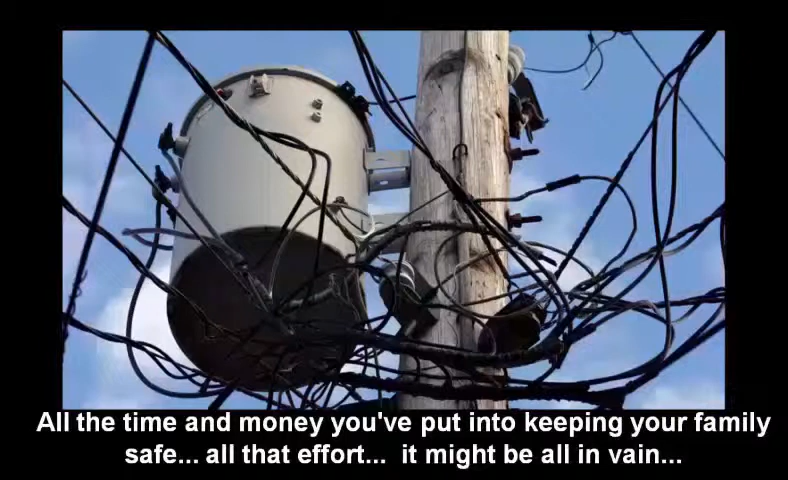 All the time and money you've put into keeping your family
safe... all that effort...  it might be all in vain...